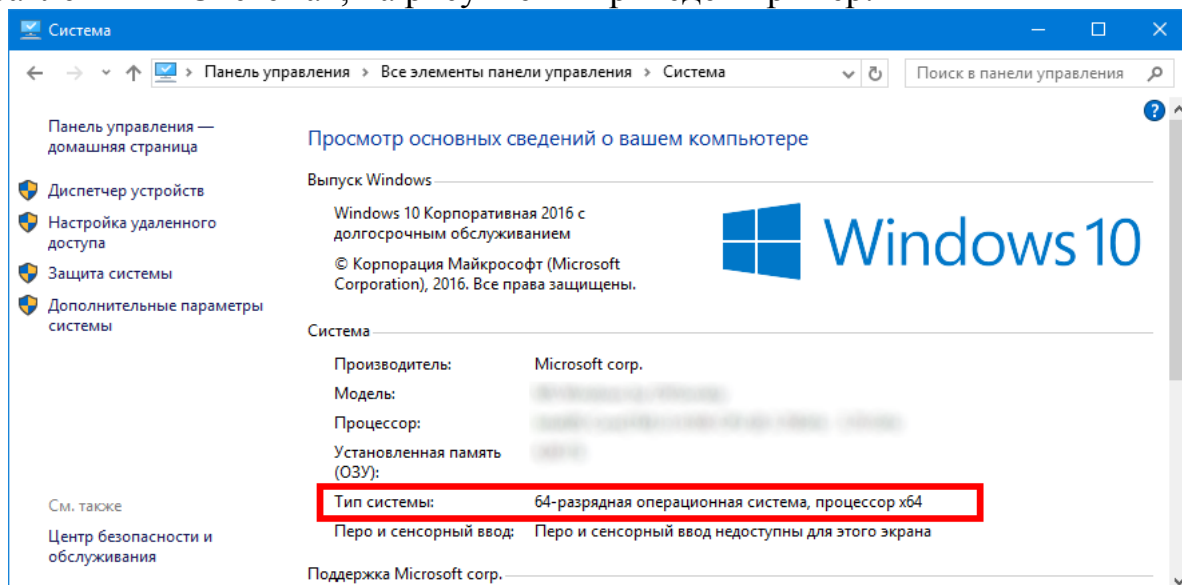 Система
Панель управления > Все элементы панели управления > Система
Поиск в панели управления
Панель управления —
домашняя страница
Диспетчер устройств
Настройка удаленного
доступа
Защита системы
Дополнительные параметры
системы
См. также
Центр безопасности и
обслуживания
Просмотр основных сведений о вашем компьютере
Выпуск Windows
Windows 10 Корпоративная 2016 с
долгосрочным обслуживанием
© Корпорация Майкрософт (Microsoft
Corporation), 2016. Все права защищены.
Windows 10
Система
Производитель: Microsoft corp.
Модель:
Процессор:
Установленная память
(ОЗУ):
Тип системы: 64-разрядная операционная система, процессор x64
Перо и сенсорный ввод: Перо и сенсорный ввод недоступны для этого экрана
Поддержка Microsoft corp.